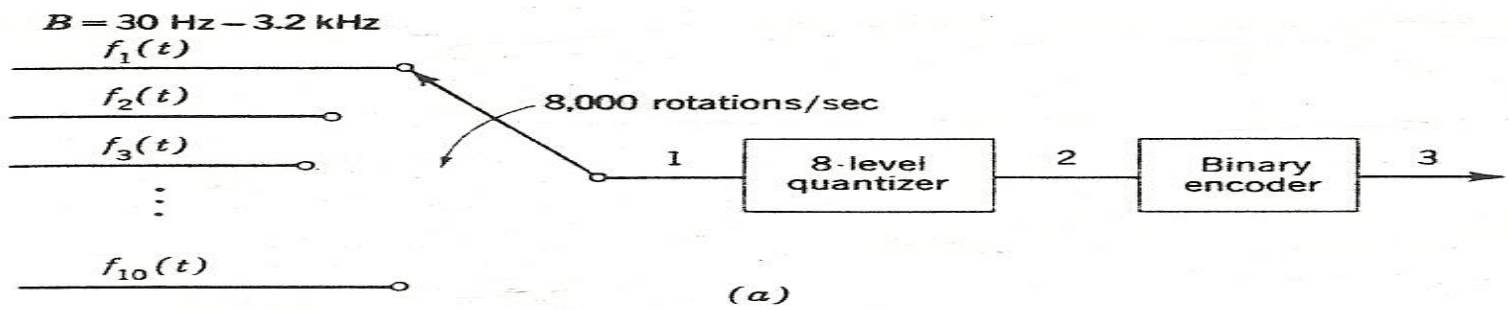 B = 30 Hz – 3.2 kHz
f₁(t)
f₂(t)
8,000 rotations/sec
f₃(t)
1
8-level
quantizer
2
Binary
encoder
3
f₁₀(t)
(a)